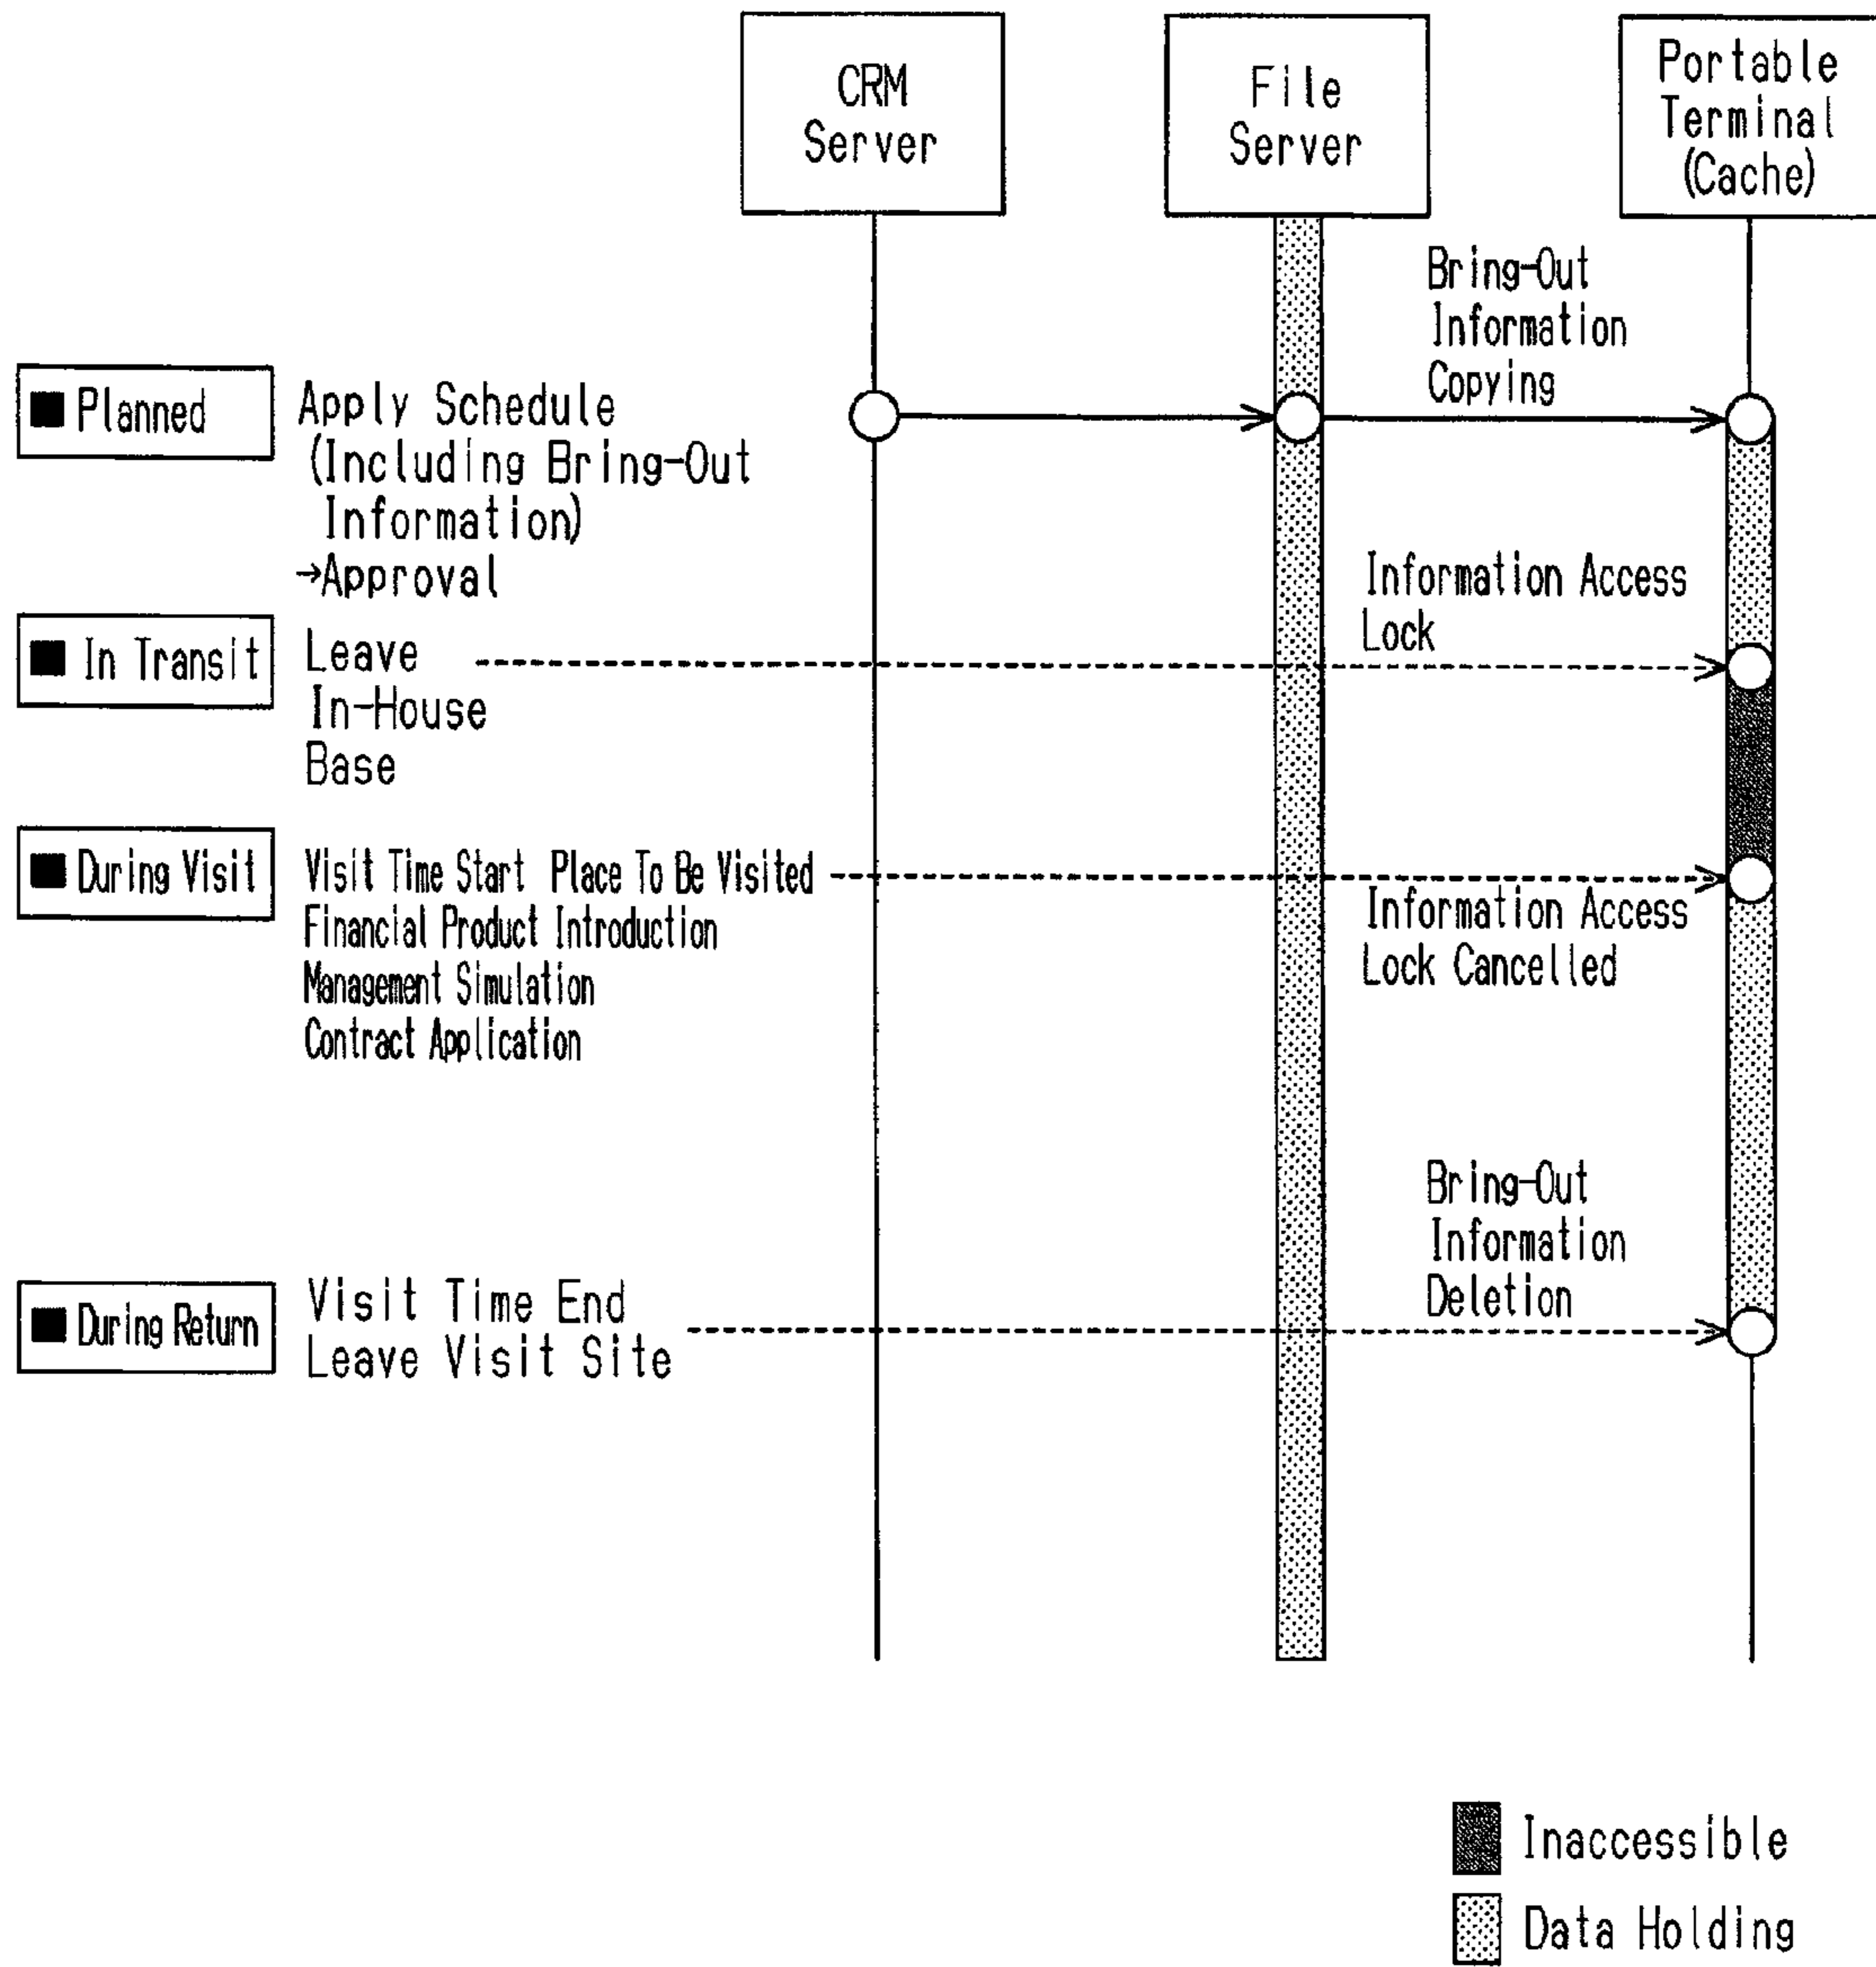 CRM
Server
File
Server
Portable
Terminal
(Cache)
Bring-Out
Information
Copying
■ Planned
Apply Schedule
(Including Bring-Out
Information)
→Approval
Information Access
Lock
■ In Transit
Leave
In-House
Base
■ During Visit
Visit Time Start Place To Be Visited
Financial Product Introduction
Management Simulation
Contract Application
Information Access
Lock Cancelled
Bring-Out
Information
Deletion
■ During Return
Visit Time End
Leave Visit Site
Inaccessible
Data Holding